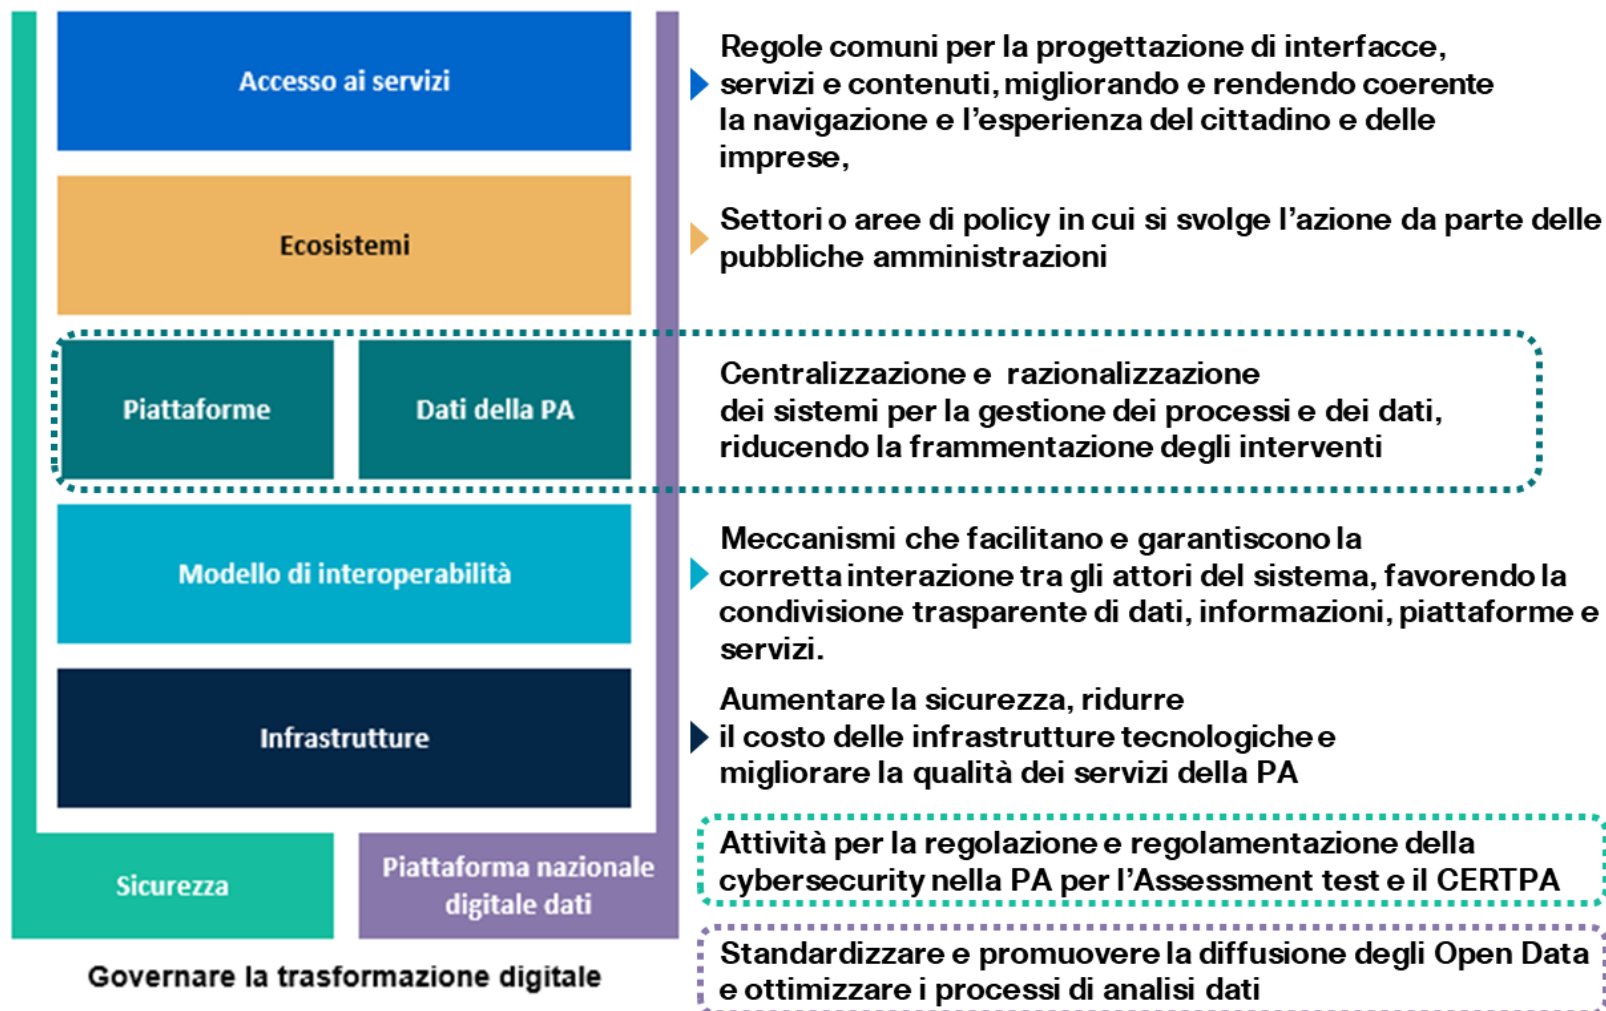 Accesso ai servizi
Regole comuni per la progettazione di interfacce,
servizi e contenuti, migliorando e rendendo coerente
la navigazione e l’esperienza del cittadino e delle
imprese,
Ecosistemi
Settori o aree di policy in cui si svolge l’azione da parte delle
pubbliche amministrazioni
Piattaforme
Dati della PA
Centralizzazione e razionalizzazione
dei sistemi per la gestione dei processi e dei dati,
riducendo la frammentazione degli interventi
Modello di interoperabilità
Meccanismi che facilitano e garantiscono la
corretta interazione tra gli attori del sistema, favorendo la
condivisione trasparente di dati, informazioni, piattaforme e
servizi.
Infrastrutture
Aumentare la sicurezza, ridurre
il costo delle infrastrutture tecnologiche e
migliorare la qualità dei servizi della PA
Sicurezza
Piattaforma nazionale
digitale dati
Attività per la regolazione e regolamentazione della
cybersecurity nella PA per l’Assessment test e il CERTPA
Governare la trasformazione digitale
Standardizzare e promuovere la diffusione degli Open Data
e ottimizzare i processi di analisi dati